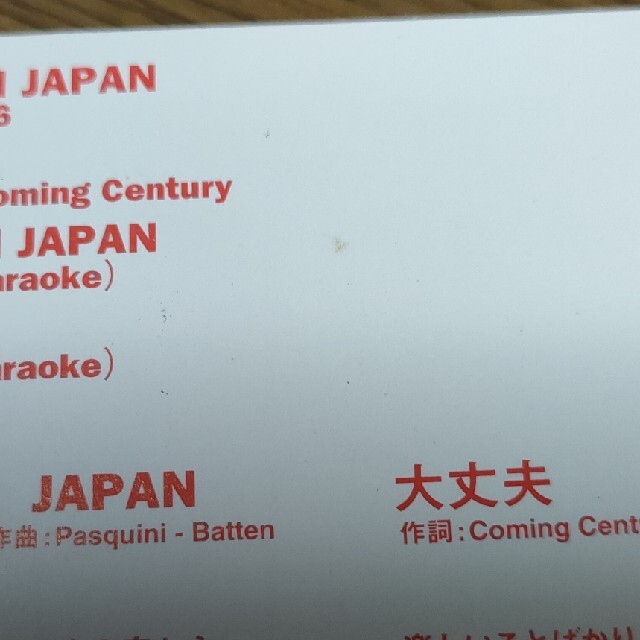 JAPAN
6
oming Century
JAPAN
araoke)
araoke)
JAPAN
大丈夫
作曲:Pasquini - Batten
作詞:Coming Cent